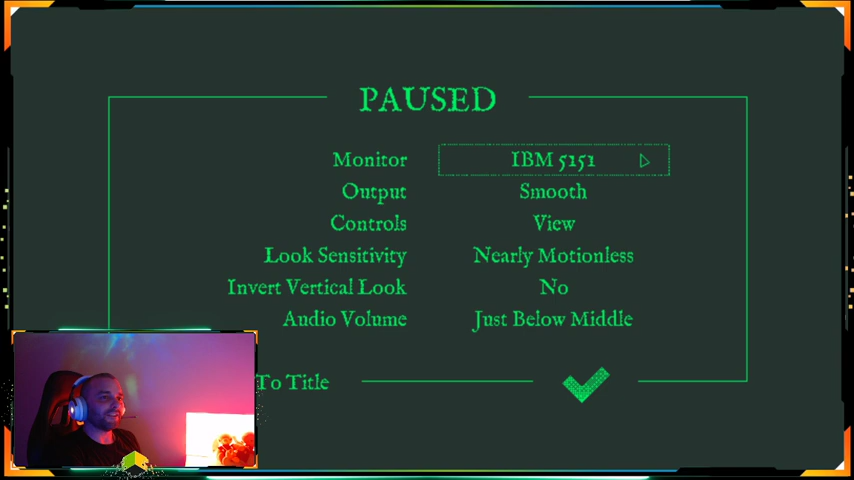 PAUSED
Monitor IBM 5151
Output Smooth
Controls View
Look Sensitivity Nearly Motionless
Invert Vertical Look No
Audio Volume Just Below Middle
To Title